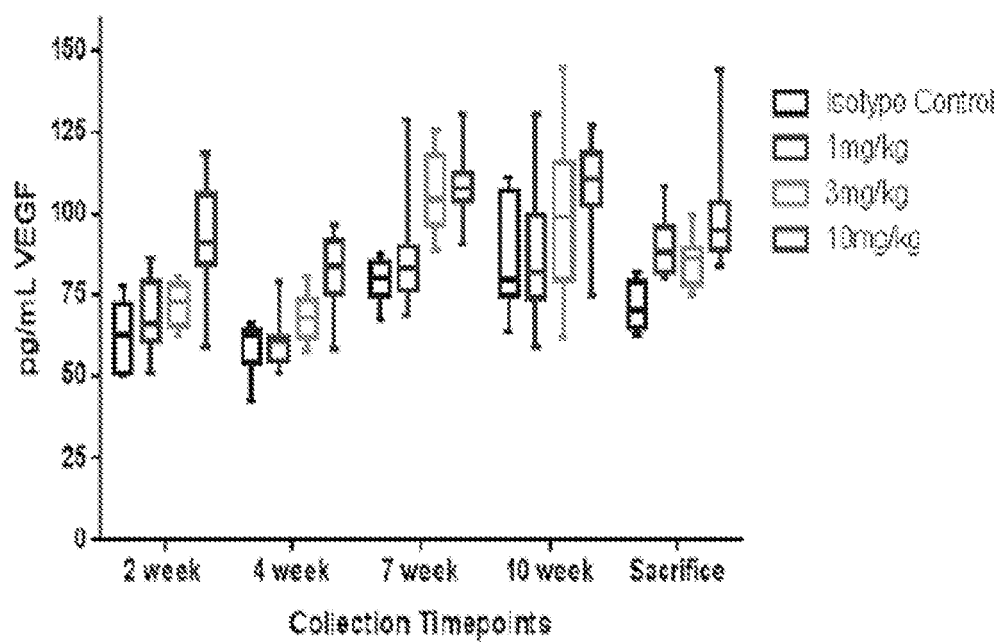 150
125
100
75
50
25
0
pg/mL VEGF
2 week 4 week 7 week 10 week Sacrifice
Collection Timepoints
Isotype Control
1mg/kg
3mg/kg
10mg/kg